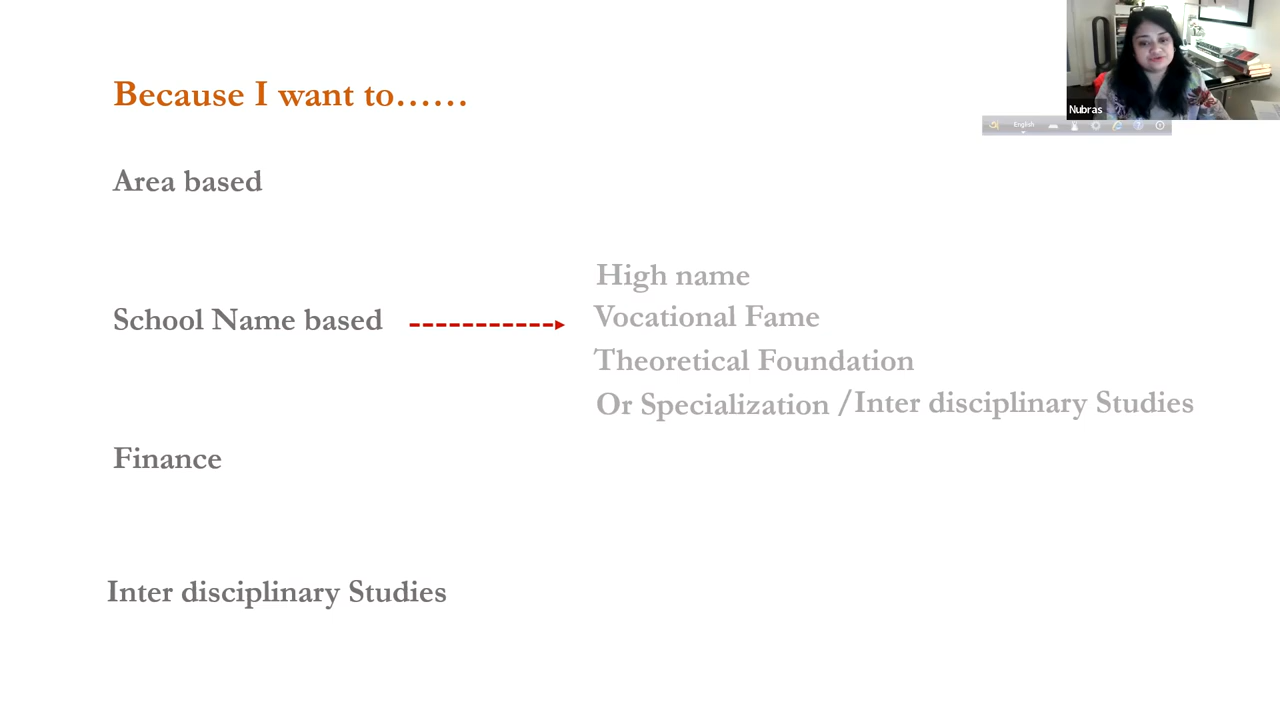 Because I want to......
Nubras
English
Area based
High name
Vocational Fame
School Name based
Theoretical Foundation
Or Specialization /Inter disciplinary Studies
Finance
Inter disciplinary Studies